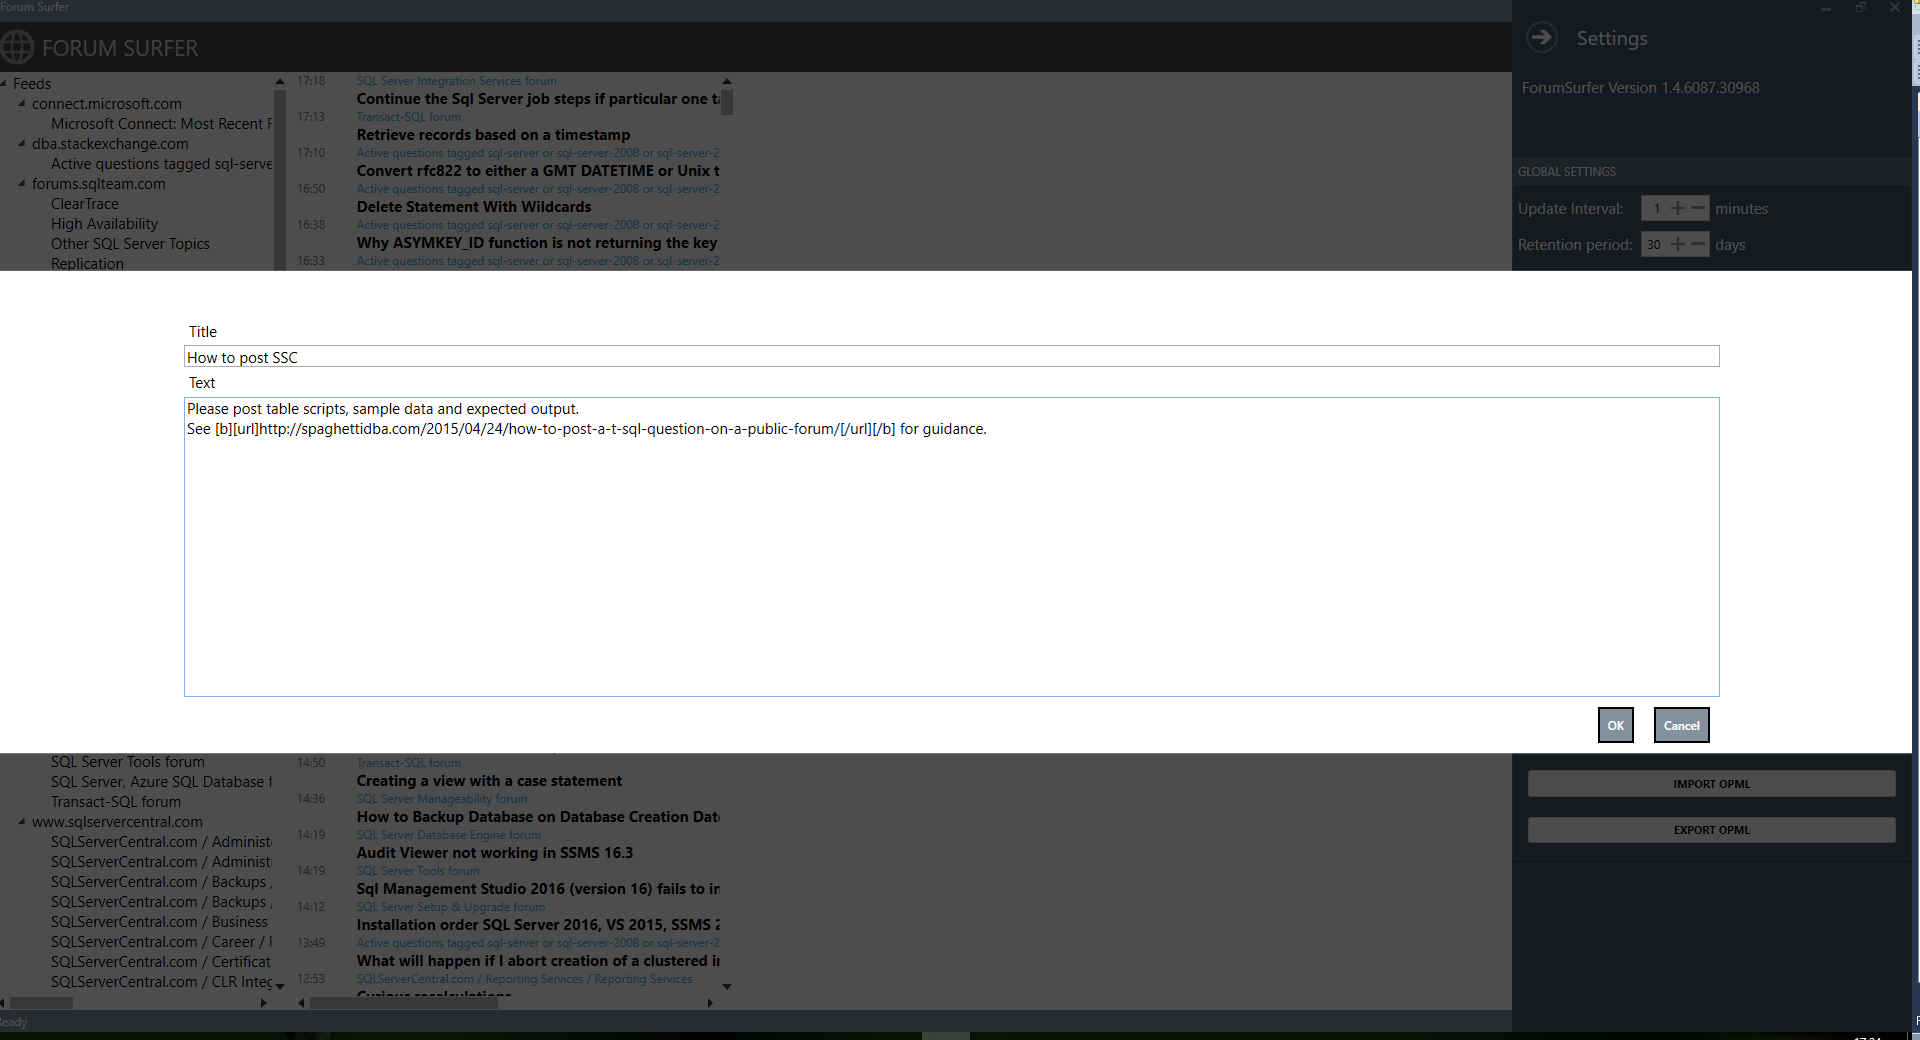 Forum Surfer
FORUM SURFER
Feeds
connect.microsoft.com
Microsoft Connect: Most Recent F
dba.stackexchange.com
Active questions tagged sql-serve
forums.sqlteam.com
ClearTrace
High Availability
Other SQL Server Topics
Replication
17:18 SQL Server Integration Services forum
Continue the Sql Server job steps if particular one ta
17:13 Transact-SQL forum
Retrieve records based on a timestamp
17:10 Active questions tagged sql-server or sql-server-2008 or sql-server-2
Convert rfc822 to either a GMT DATETIME or Unix t
16:50 Active questions tagged sql-server or sql-server-2008 or sql-server-2
Delete Statement With Wildcards
16:38 Active questions tagged sql-server or sql-server-2008 or sql-server-2
Why ASYMKEY_ID function is not returning the key
16:33 Active questions tagged sql-server or sql-server-2008 or sql-server-2
Settings
ForumSurfer Version 1.4.6087.30968
GLOBAL SETTINGS
Update Interval: 1 minutes
Retention period: 30 days
Title
How to post SSC
Text
Please post table scripts, sample data and expected output.
See [b][url]http://spaghettidba.com/2015/04/24/how-to-post-a-t-sql-question-on-a-public-forum/[/url][/b] for guidance.
OK Cancel
SQL Server Tools forum
SQL Server, Azure SQL Database f
Transact-SQL forum
www.sqlservercentral.com
SQLServerCentral.com / Administ
SQLServerCentral.com / Administ
SQLServerCentral.com / Backups /
SQLServerCentral.com / Backups /
SQLServerCentral.com / Business
SQLServerCentral.com / Career / F
SQLServerCentral.com / Certificat
SQLServerCentral.com / CLR Integ
14:50 Transact-SQL forum
Creating a view with a case statement
14:36 SQL Server Manageability forum
How to Backup Database on Database Creation Date
14:19 SQL Server Database Engine forum
Audit Viewer not working in SSMS 16.3
14:19 SQL Server Tools forum
Sql Management Studio 2016 (version 16) fails to in
14:12 SQL Server Setup & Upgrade forum
Installation order SQL Server 2016, VS 2015, SSMS 2
13:49 Active questions tagged sql-server or sql-server-2008 or sql-server-2
What will happen if I abort creation of a clustered in
12:53 SQLServerCentral.com / Reporting Services / Reporting Services
Curious recalculations
IMPORT OPML
EXPORT OPML
Ready